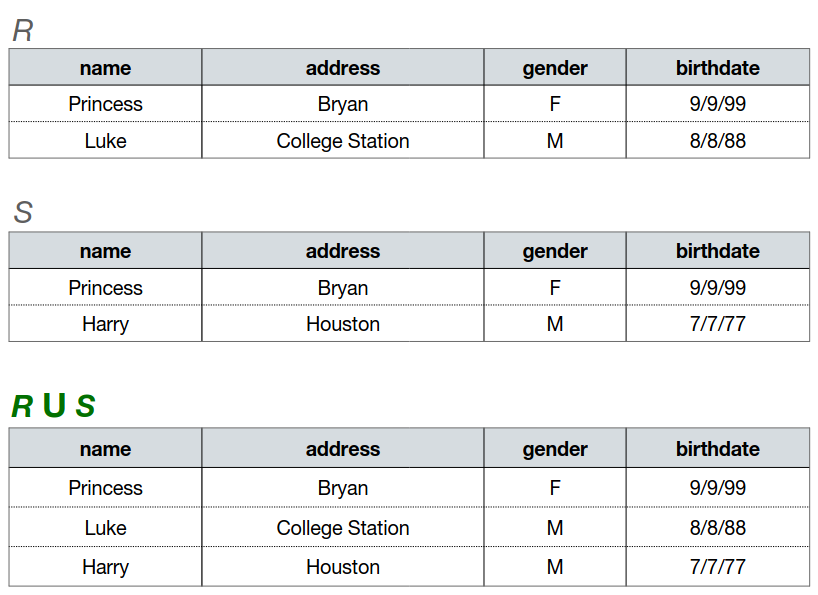 R
name address gender birthdate
Princess Bryan F 9/9/99
Luke College Station M 8/8/88
S
name address gender birthdate
Princess Bryan F 9/9/99
Harry Houston M 7/7/77
R U S
name address gender birthdate
Princess Bryan F 9/9/99
Luke College Station M 8/8/88
Harry Houston M 7/7/77